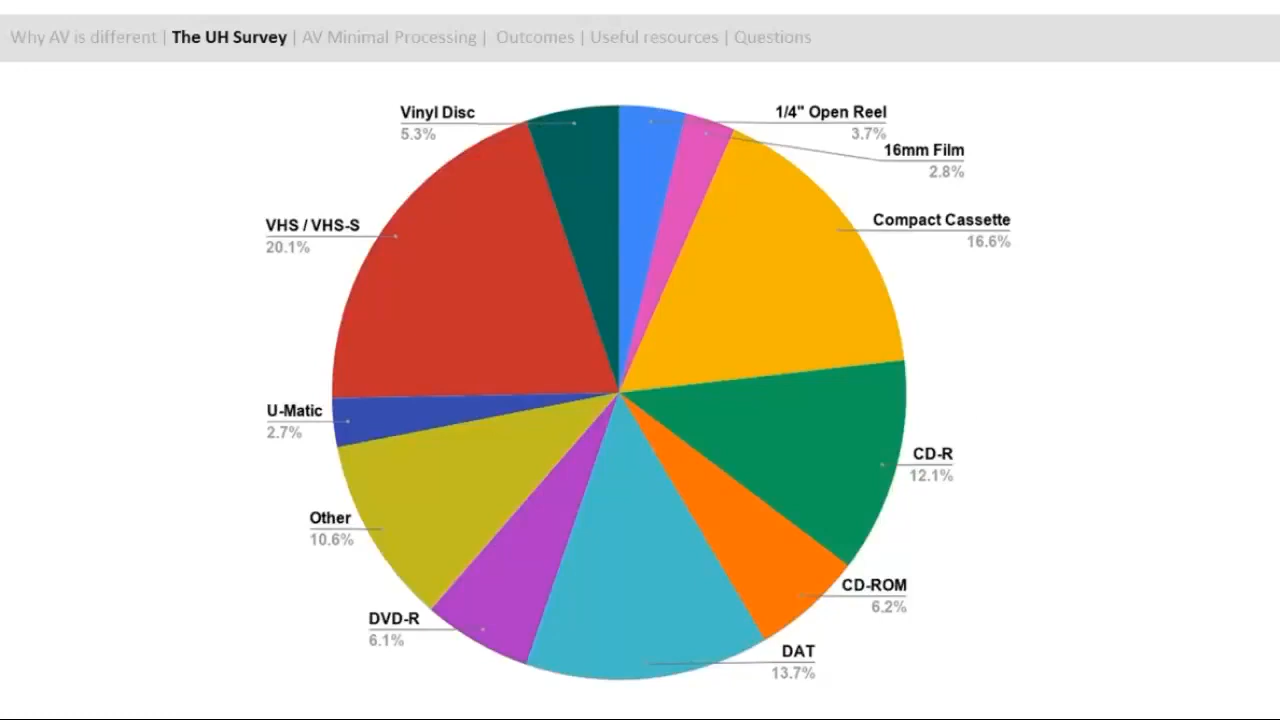 Why AV is different | The UH Survey | AV Minimal Processing | Outcomes | Useful resources | Questions
Vinyl Disc
5.3%
1/4" Open Reel
3.7%
16mm Film
2.8%
VHS / VHS-S
20.1%
Compact Cassette
16.6%
U-Matic
2.7%
CD-R
12.1%
Other
10.6%
CD-ROM
6.2%
DVD-R
6.1%
DAT
13.7%